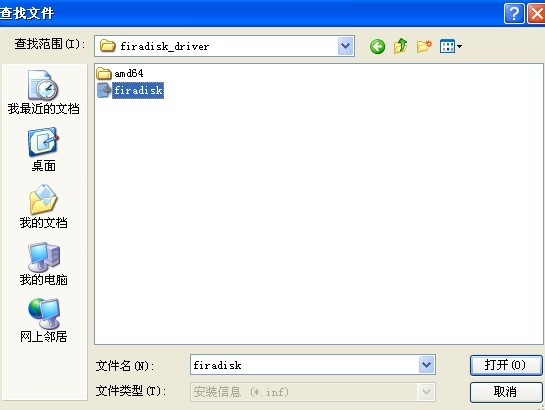 查找文件
查找范围(I):
firadisk_driver
amd64
firadisk
我最近的文档
桌面
我的文档
我的电脑
网上邻居
文件名(N):
firadisk
打开(O)
文件类型(T):
安装信息 (*.inf)
取消